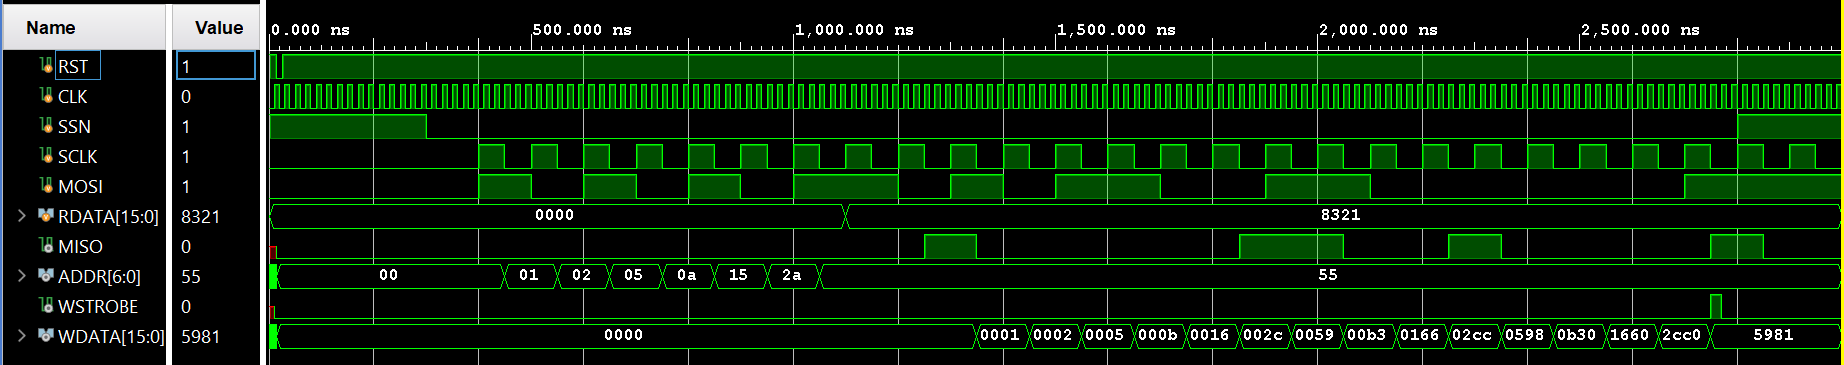 Name Value 0.000 ns 500.000 ns 1,000.000 ns 1,500.000 ns 2,000.000 ns 2,500.000 ns
RST 1
CLK 0
SSN 1
SCLK 1
MOSI 1
RDATA[15:0] 8321 0000 8321
MISO 0
ADDR[6:0] 55 00 01 02 05 0a 15 2a 55
WSTROBE 0
WDATA[15:0] 5981 0000 0001 0002 0005 000b 0016 002c 0059 00b3 0166 02cc 0598 0b30 1660 2cc0 5981